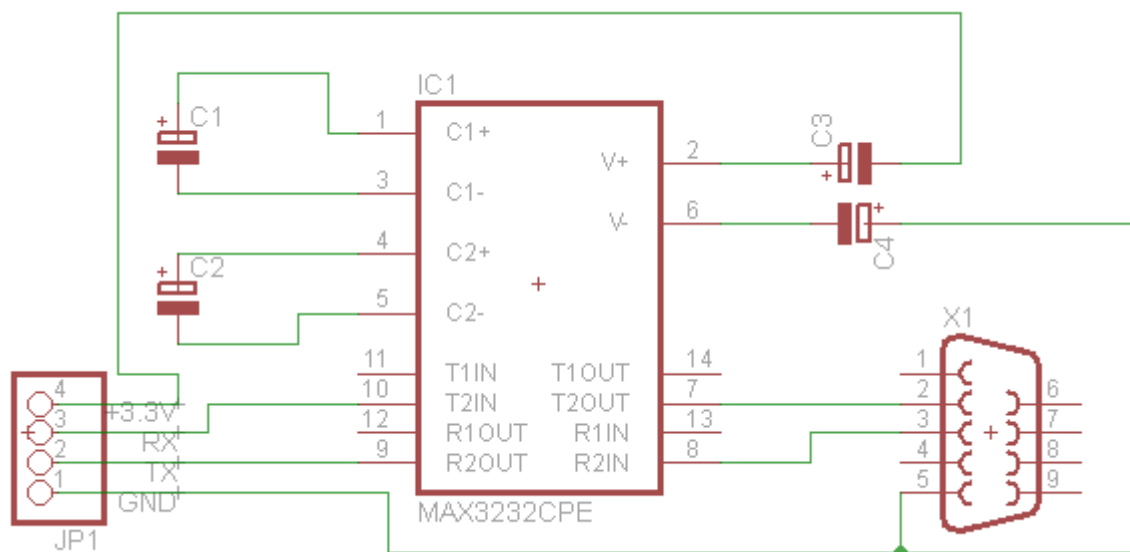 IC1
+ C1
1 C1+
3 C1-
4 C2+
5 C2-
+ C2
V+ 2
V- 6
C3
+
+
C4
+
11 T1IN T1OUT 14
10 T2IN T2OUT 7
12 R1OUT R1IN 13
9 R2OUT R2IN 8
MAX3232CPE
4 +3.3V
3 RX
2 TX
1 GND
JP1
X1
1
2 6
3 + 7
4 8
5 9